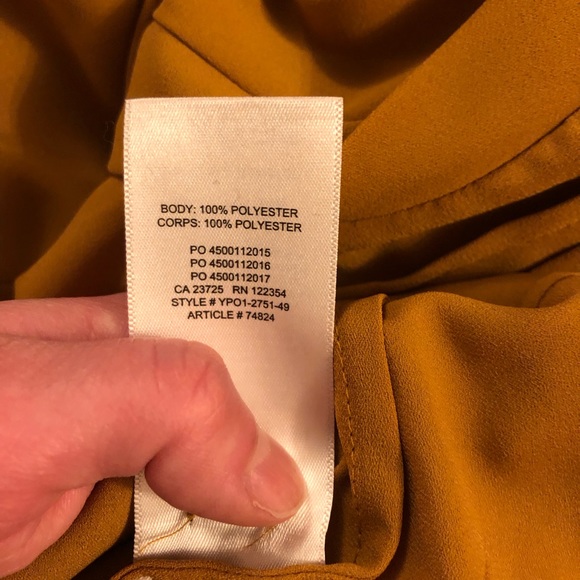 BODY: 100% POLYESTER
CORPS: 100% POLYESTER
PO 4500112015
PO 4500112016
PO 4500112017
CA 23725 RN 122354
STYLE # YPO1-2751-49
ARTICLE # 74824